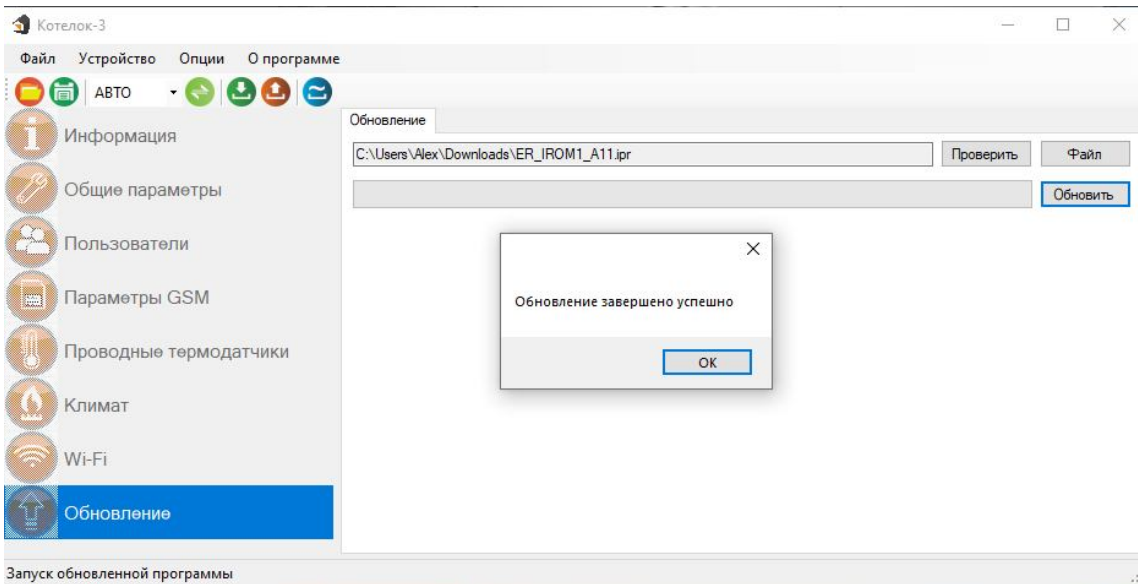 Котелок-3
Файл Устройство Опции О программе
АВТО
Информация
Общие параметры
Пользователи
Параметры GSM
Проводные термодатчики
Климат
Wi-Fi
Обновление
Обновление
C:\Users\Alex\Downloads\ER_IROM1_A11.ipr Проверить Файл
Обновить
Обновление завершено успешно
ОК
Запуск обновленной программы